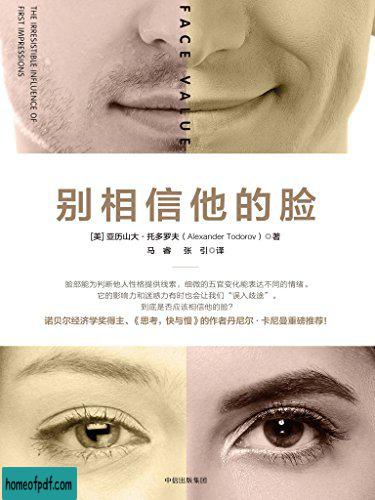 THE IRRESISTIBLE INFLUENCE OF
FIRST IMPRESSIONS
FACE VALUE
别相信他的脸
[美] 亚历山大·托多罗夫（Alexander Todorov）◎著
马睿 张引◎译
脸部能为判断他人性格提供线索，细微的五官变化能表达不同的情绪。
它的影响力和迷惑力有时也会让我们“误入歧途”。
到底是否应该相信他的脸？
诺贝尔经济学奖得主、《思考，快与慢》的作者丹尼尔·卡尼曼重磅推荐！
中信出版集团
homeofpdf.com